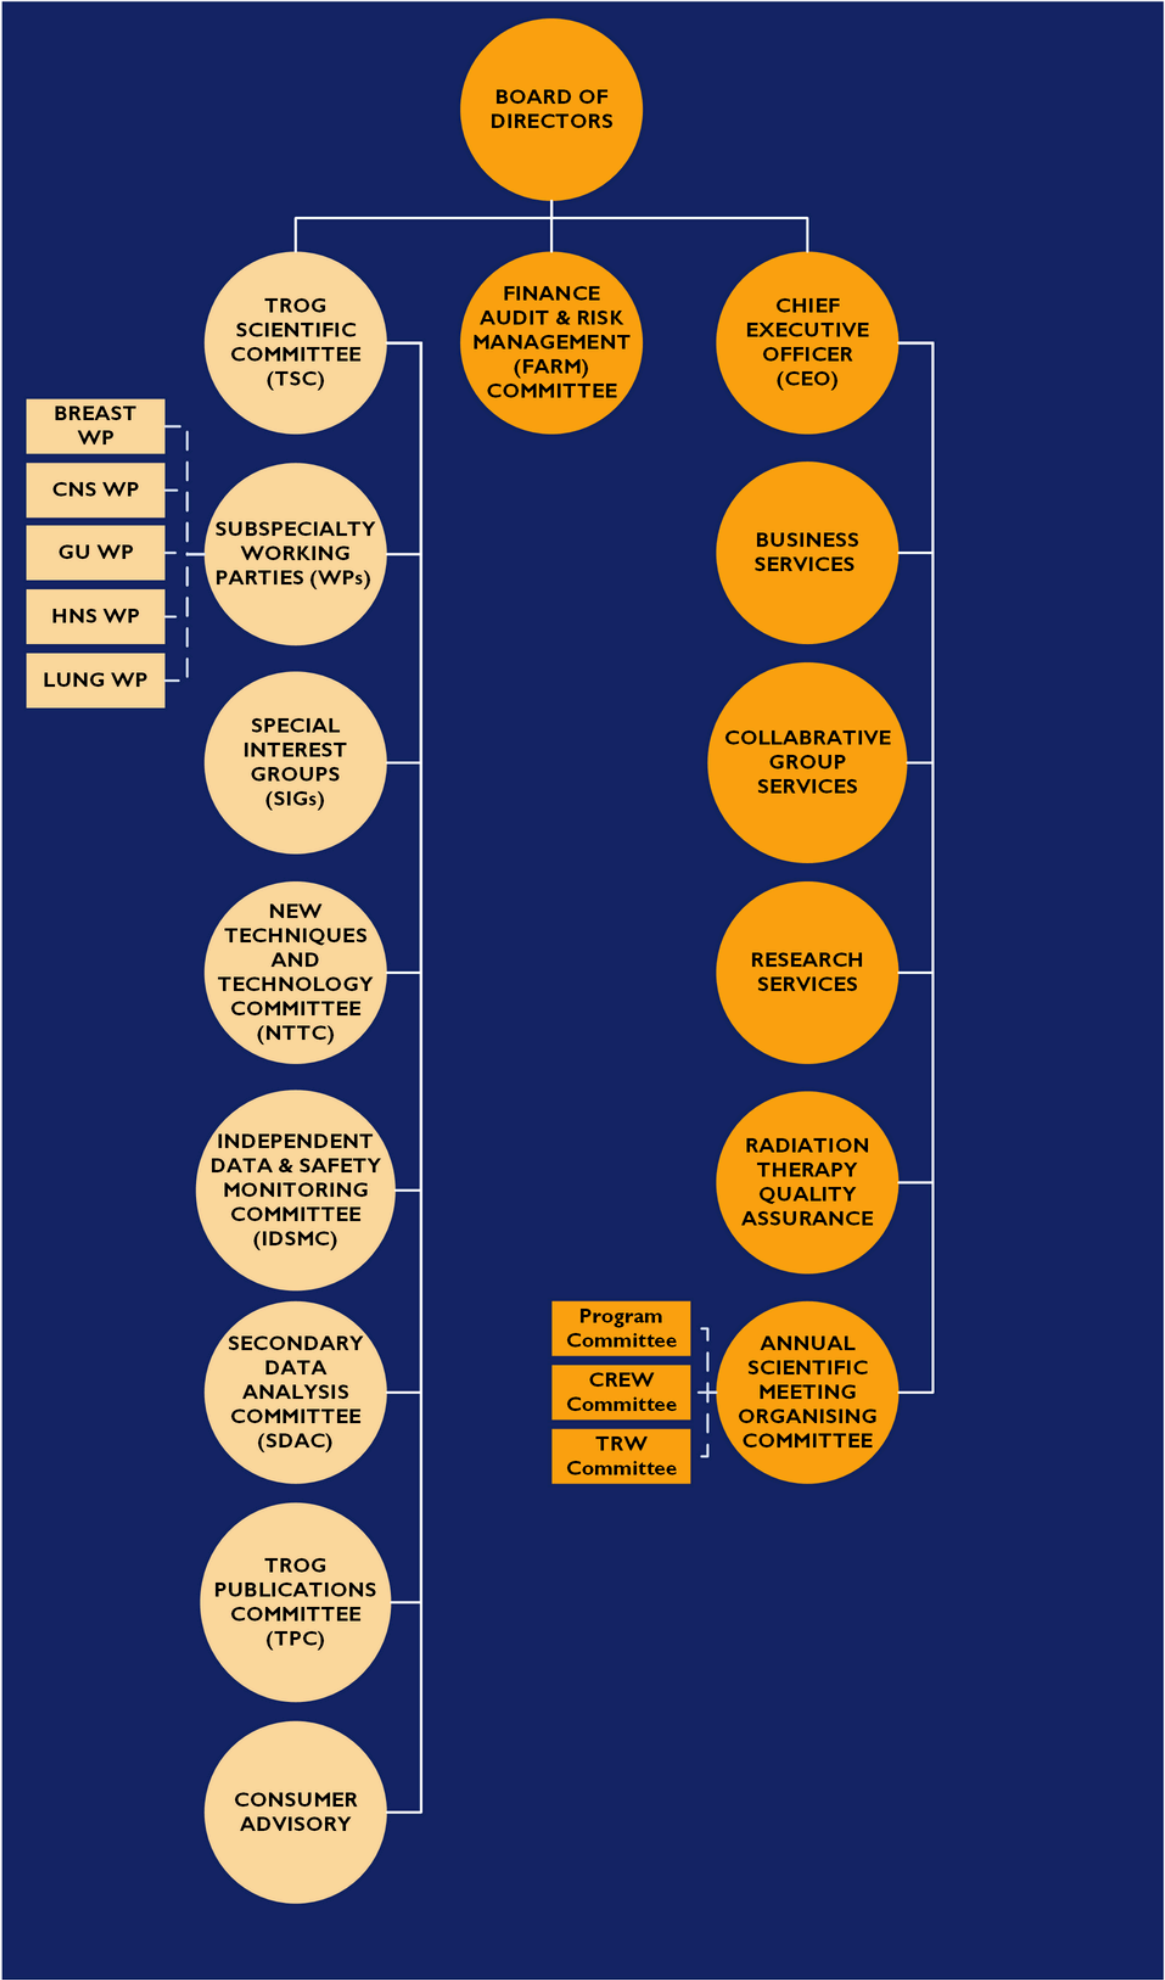 BOARD OF
DIRECTORS
TROG
SCIENTIFIC
COMMITTEE
(TSC)
FINANCE
AUDIT & RISK
MANAGEMENT
(FARM)
COMMITTEE
CHIEF
EXECUTIVE
OFFICER
(CEO)
BREAST
WP
CNS WP
GU WP
HNS WP
LUNG WP
SUBSPECIALTY
WORKING
PARTIES (WPs)
BUSINESS
SERVICES
SPECIAL
INTEREST
GROUPS
(SIGs)
COLLABRATIVE
GROUP
SERVICES
NEW
TECHNIQUES
AND
TECHNOLOGY
COMMITTEE
(NTTC)
RESEARCH
SERVICES
INDEPENDENT
DATA & SAFETY
MONITORING
COMMITTEE
(IDSMC)
RADIATION
THERAPY
QUALITY
ASSURANCE
SECONDARY
DATA
ANALYSIS
COMMITTEE
(SDAC)
Program
Committee
CREW
Committee
TRW
Committee
ANNUAL
SCIENTIFIC
MEETING
ORGANISING
COMMITTEE
TROG
PUBLICATIONS
COMMITTEE
(TPC)
CONSUMER
ADVISORY